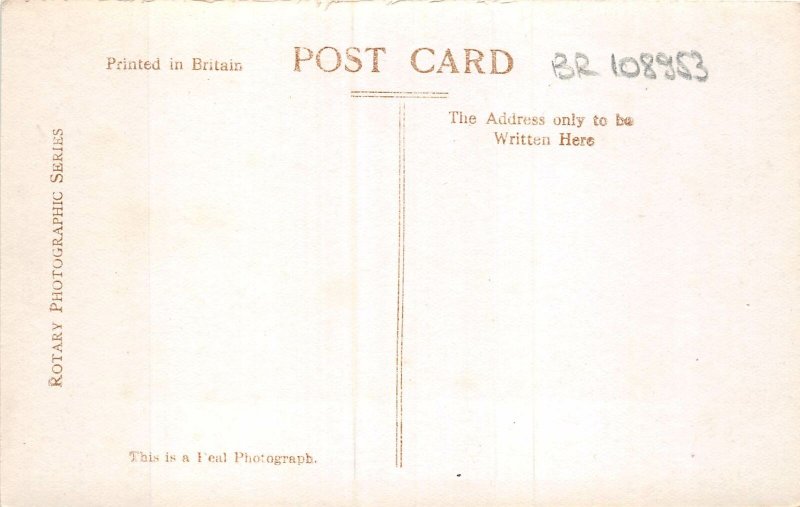 Printed in Britain
POST CARD
BR 108953
The Address only to be
Written Here
ROTARY PHOTOGRAPHIC SERIES
This is a Real Photograph.